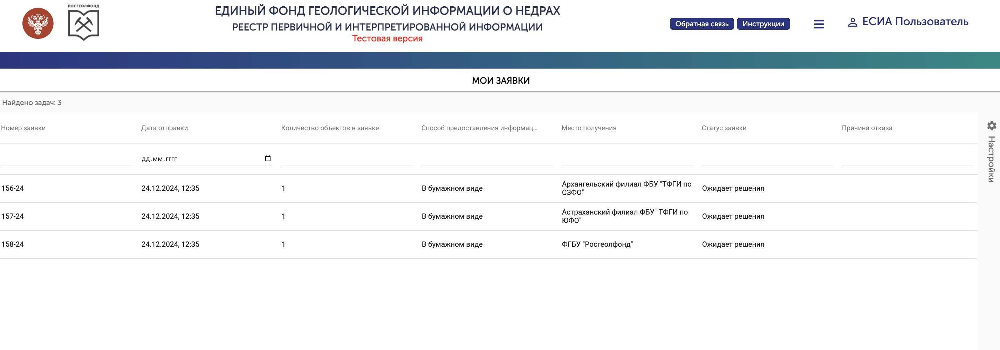 РОСГЕОЛФОНД
ЕДИНЫЙ ФОНД ГЕОЛОГИЧЕСКОЙ ИНФОРМАЦИИ О НЕДРАХ
РЕЕСТР ПЕРВИЧНОЙ И ИНТЕРПРЕТИРОВАННОЙ ИНФОРМАЦИИ
Тестовая версия
Обратная связь Инструкции ЕСИА Пользователь
МОИ ЗАЯВКИ
Найдено задач: 3
Номер заявки Дата отправки Количество объектов в заявке Способ предоставления информац... Место получения Статус заявки Причина отказа
дд.мм.гггг
156-24 24.12.2024, 12:35 1 В бумажном виде Архангельский филиал ФБУ "ТФГИ по Ожидает решения
СЗФО"
157-24 24.12.2024, 12:35 1 В бумажном виде Астраханский филиал ФБУ "ТФГИ по Ожидает решения
ЮФО"
158-24 24.12.2024, 12:35 1 В бумажном виде ФГБУ "Росгеолфонд" Ожидает решения
Настройки